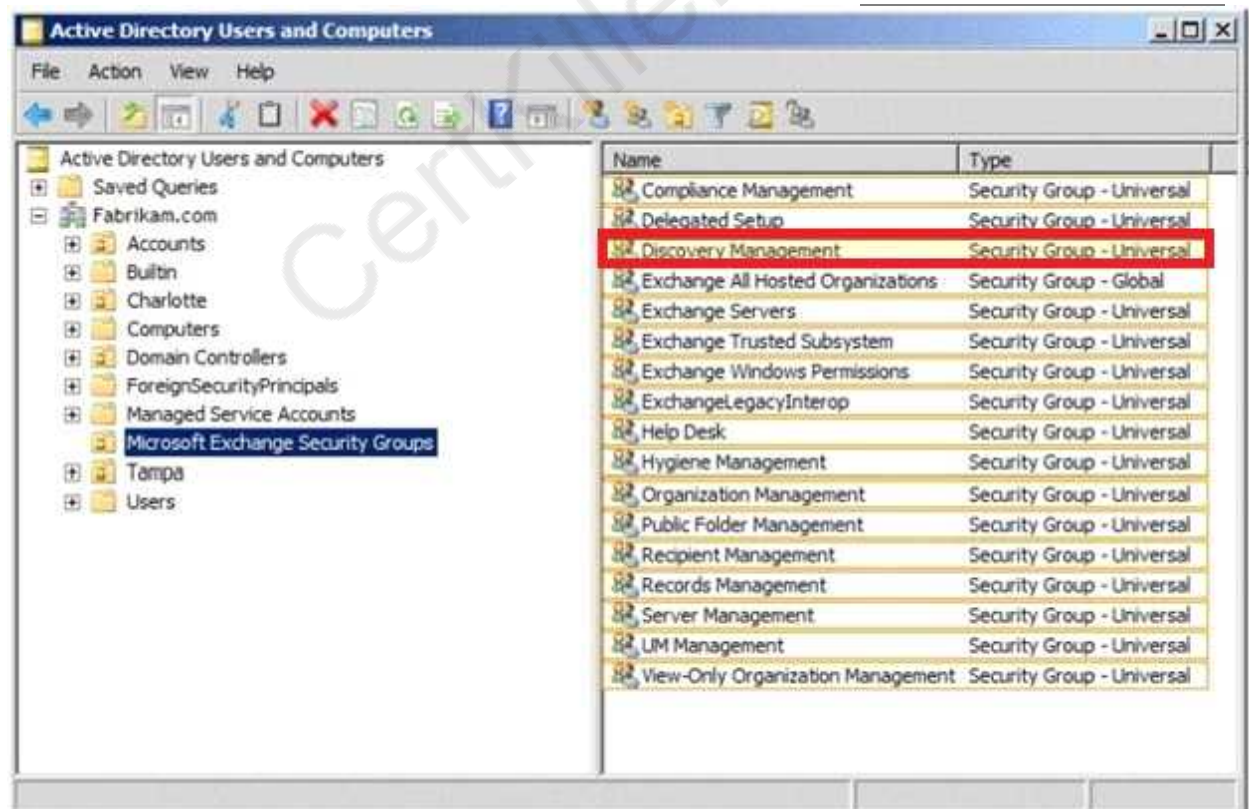 Active Directory Users and Computers
File Action View Help
Active Directory Users and Computers
Saved Queries
Fabrikam.com
Accounts
Builtin
Charlotte
Computers
Domain Controllers
ForeignSecurityPrincipals
Managed Service Accounts
Microsoft Exchange Security Groups
Tampa
Users
Name Type
Compliance Management Security Group - Universal
Delegated Setup Security Group - Universal
Discovery Management Security Group - Universal
Exchange All Hosted Organizations Security Group - Global
Exchange Servers Security Group - Universal
Exchange Trusted Subsystem Security Group - Universal
Exchange Windows Permissions Security Group - Universal
ExchangeLegacyInterop Security Group - Universal
Help Desk Security Group - Universal
Hygiene Management Security Group - Universal
Organization Management Security Group - Universal
Public Folder Management Security Group - Universal
Recipient Management Security Group - Universal
Records Management Security Group - Universal
Server Management Security Group - Universal
UM Management Security Group - Universal
View-Only Organization Management Security Group - Universal